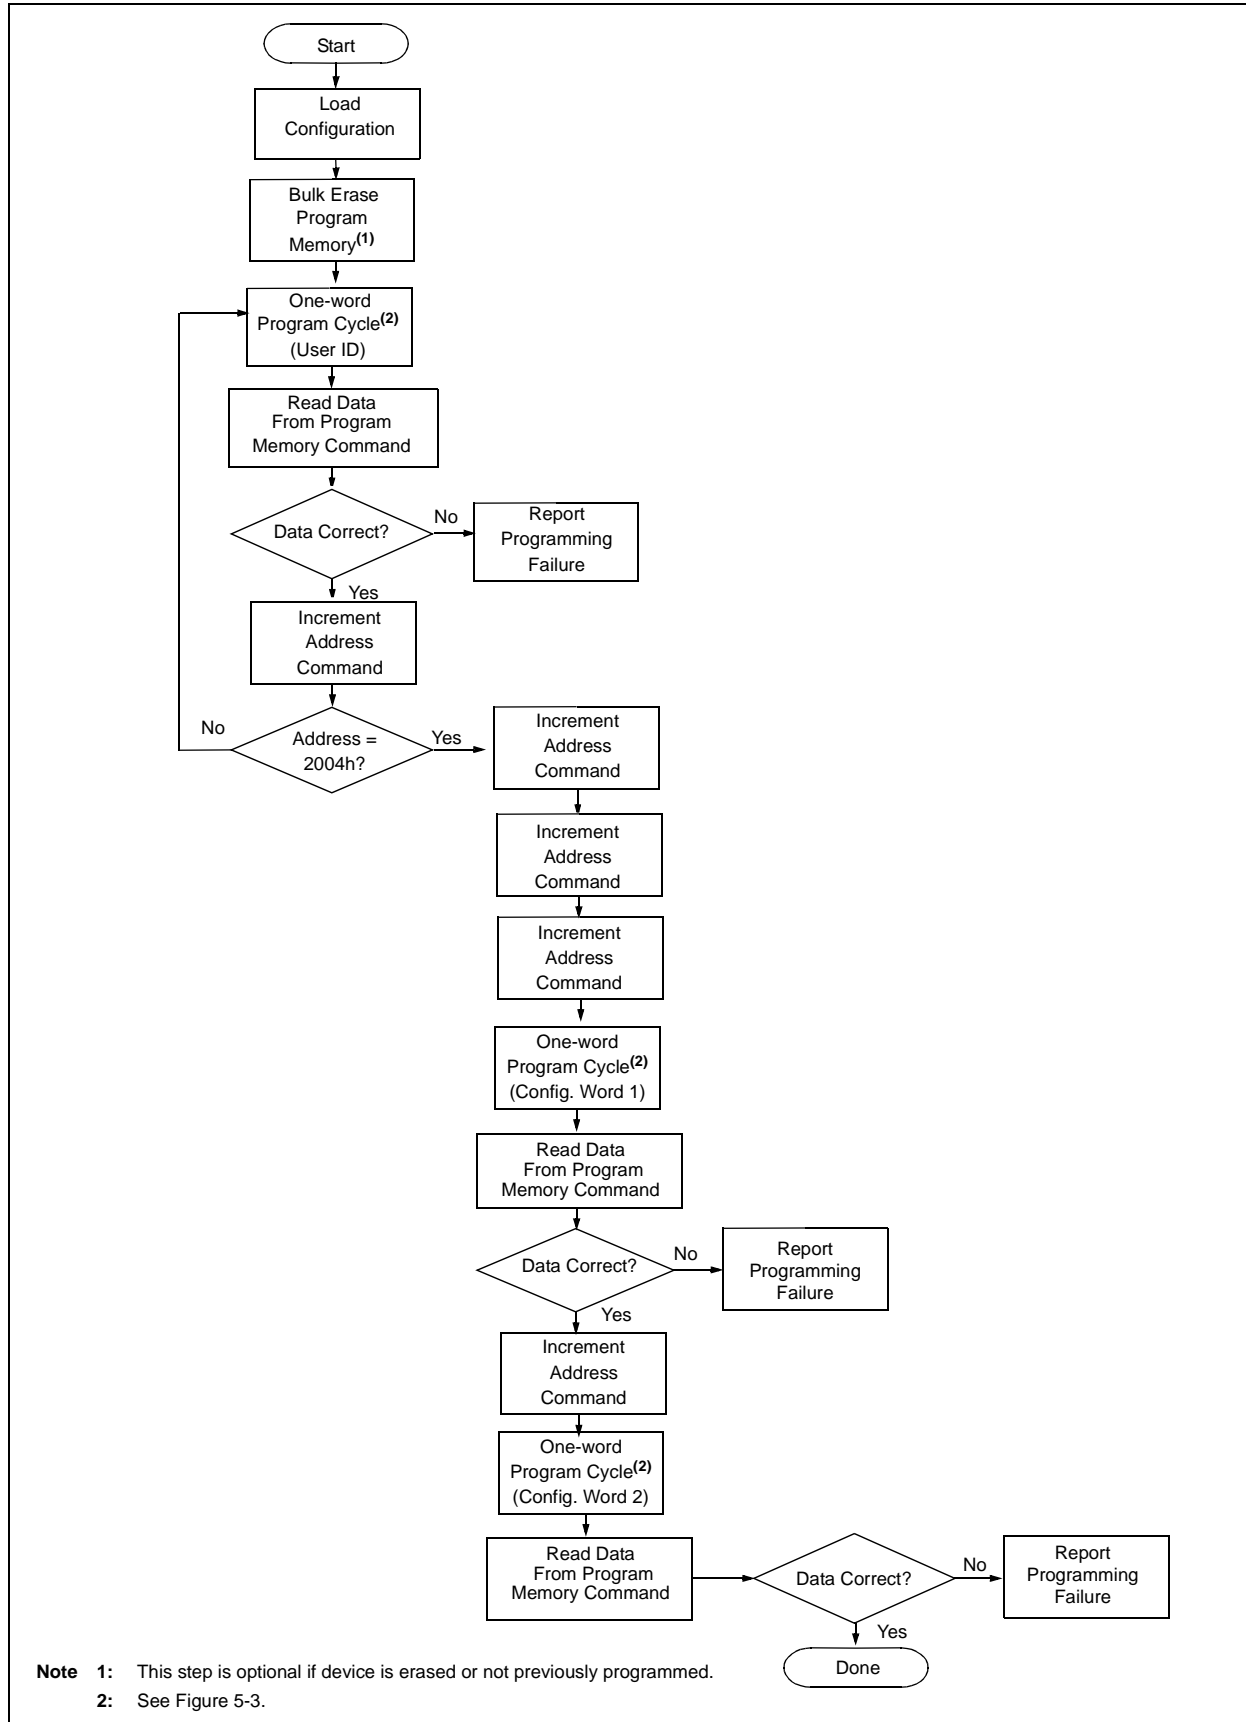 Start
Load
Configuration
Bulk Erase
Program
Memory(1)
One-word
Program Cycle(2)
(User ID)
Read Data
From Program
Memory Command
Data Correct?
No
Report
Programming
Failure
Yes
Increment
Address
Command
No
Address =
2004h?
Yes
Increment
Address
Command
Increment
Address
Command
Increment
Address
Command
One-word
Program Cycle(2)
(Config. Word 1)
Read Data
From Program
Memory Command
Data Correct?
No
Report
Programming
Failure
Yes
Increment
Address
Command
One-word
Program Cycle(2)
(Config. Word 2)
Read Data
From Program
Memory Command
Data Correct?
No
Report
Programming
Failure
Yes
Done
Note 1: This step is optional if device is erased or not previously programmed.
2: See Figure 5-3.